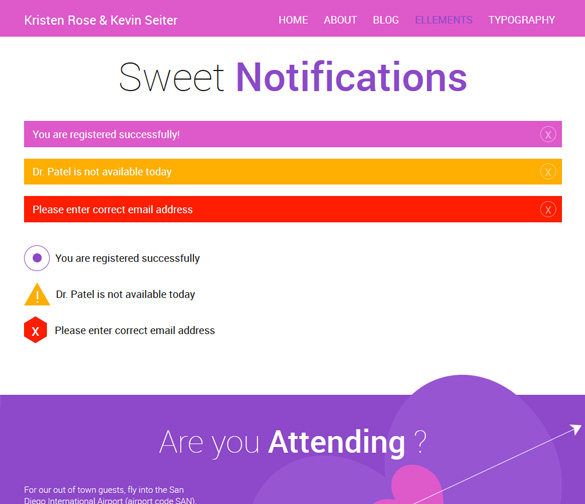 Kristen Rose & Kevin Seiter
HOME ABOUT BLOG ELLEMENTS TYPOGRAPHY
Sweet Notifications
You are registered successfully! X
Dr. Patel is not available today X
Please enter correct email address X
You are registered successfully
! Dr. Patel is not available today
X Please enter correct email address
Are you Attending ?
For our out of town guests, fly into the San
Diego International Airport (airport code SAN).